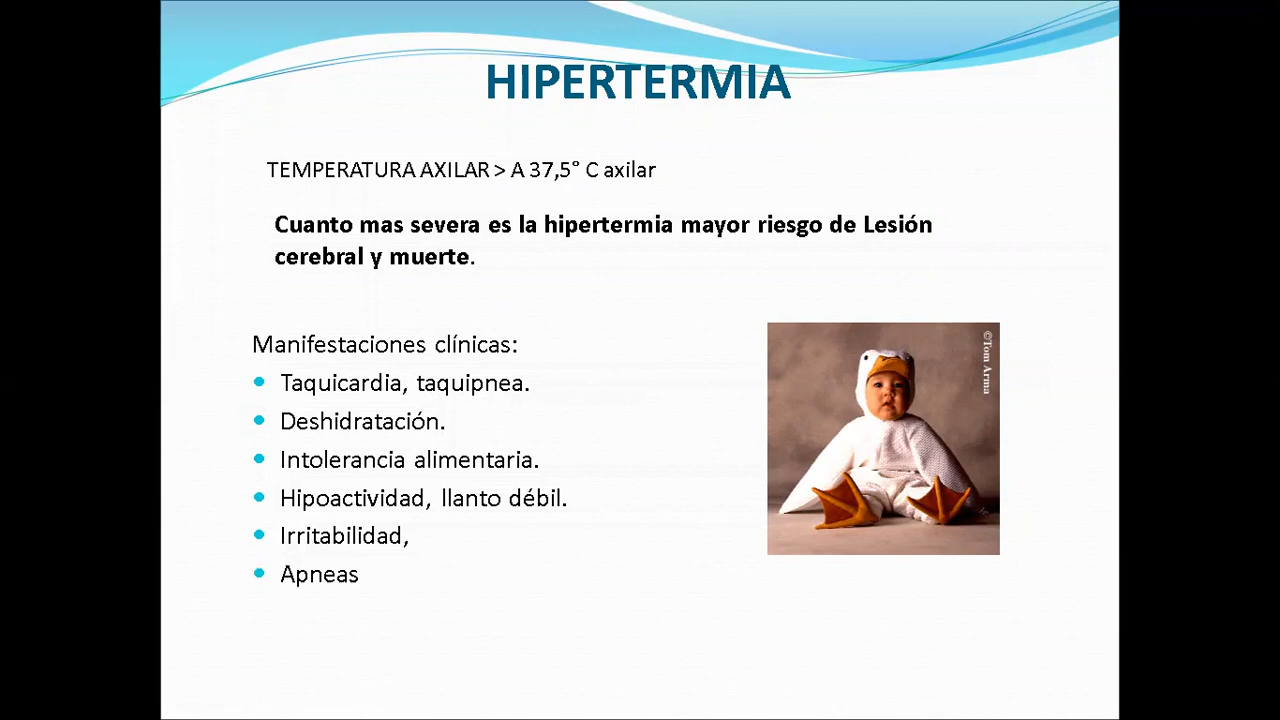 HIPERTERMIA
TEMPERATURA AXILAR > A 37,5° C axilar
Cuanto mas severa es la hipertermia mayor riesgo de Lesión
cerebral y muerte.
Manifestaciones clínicas:
Taquicardia, taquipnea.
Deshidratación.
Intolerancia alimentaria.
Hipoactividad, llanto débil.
Irritabilidad,
Apneas
©Tom Arma